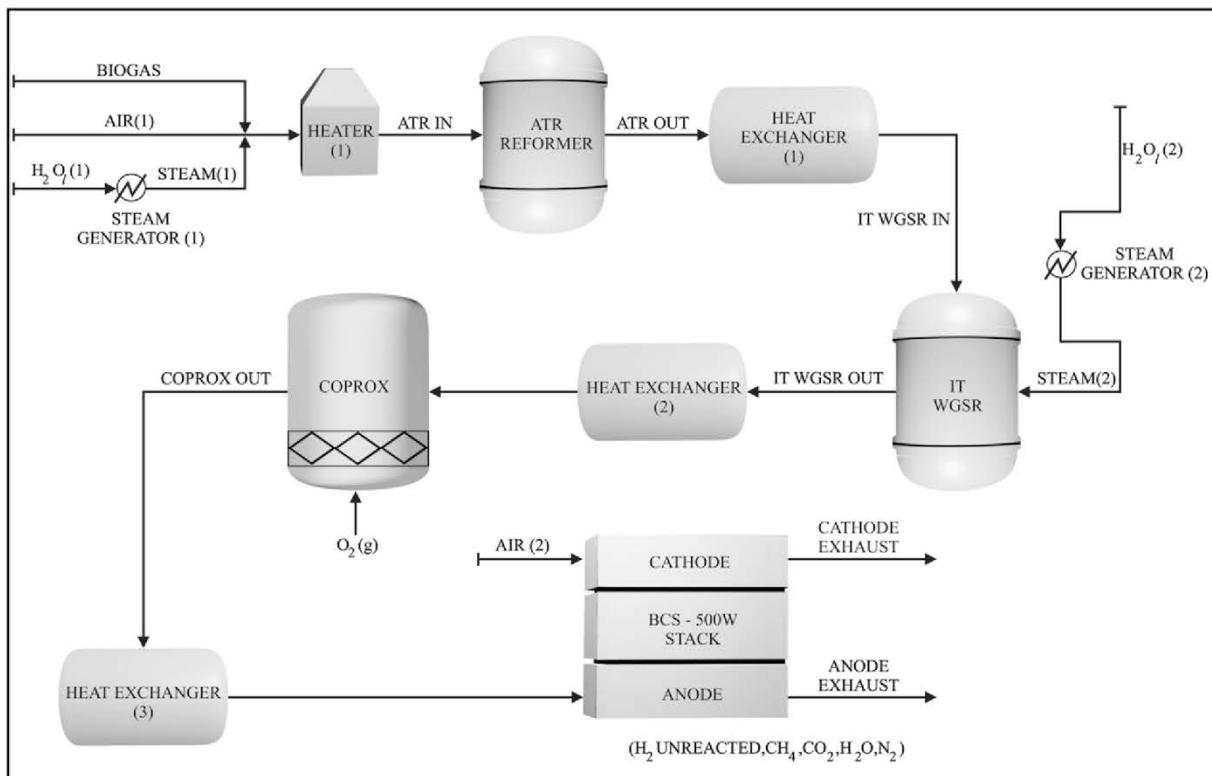 BIOGAS
AIR(1)
H₂Oₗ(1)
STEAM(1)
STEAM
GENERATOR (1)
HEATER
(1)
ATR IN
ATR
REFORMER
ATR OUT
HEAT
EXCHANGER
(1)
IT WGSR IN
H₂Oₗ(2)
STEAM
GENERATOR (2)
STEAM(2)
IT
WGSR
IT WGSR OUT
HEAT EXCHANGER
(2)
COPROX
COPROX OUT
O₂(g)
HEAT EXCHANGER
(3)
AIR (2)
CATHODE
CATHODE
EXHAUST
BCS - 500W
STACK
ANODE
ANODE
EXHAUST
(H₂ UNREACTED,CH₄,CO₂,H₂O,N₂)